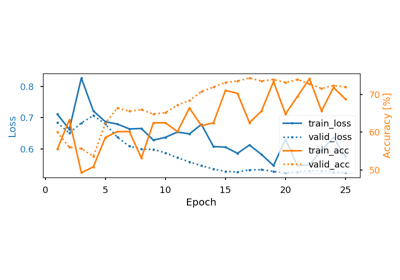 0.8
0.7
0.6
Loss
0
5
10
15
20
25
Epoch
70
60
50
Accuracy [%]
train_loss
valid_loss
train_acc
valid_acc